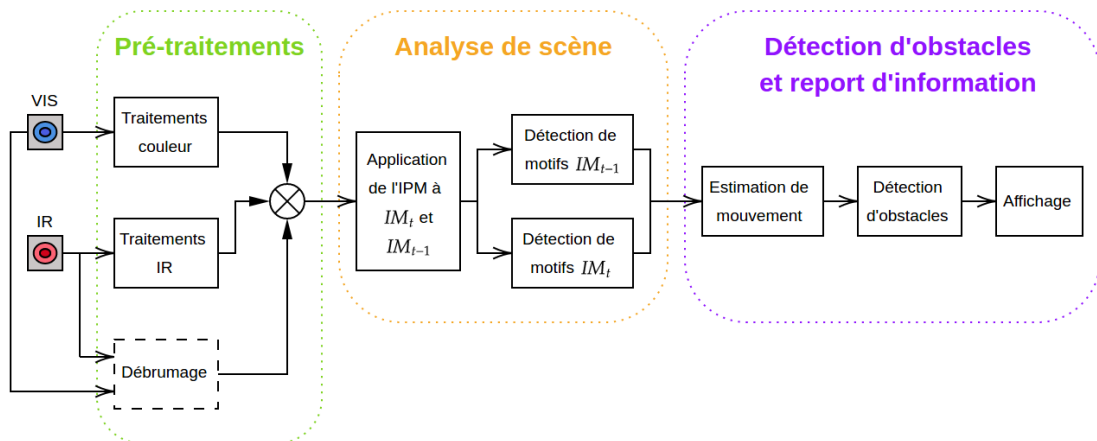 Pré-traitements
Analyse de scène
Détection d'obstacles
et report d'information
VIS
Traitements
couleur
IR
Traitements
IR
Débrumage
Application
de l'IPM à
IMₜ et
IMₜ₋₁
Détection de
motifs IMₜ₋₁
Détection de
motifs IMₜ
Estimation de
mouvement
Détection
d'obstacles
Affichage